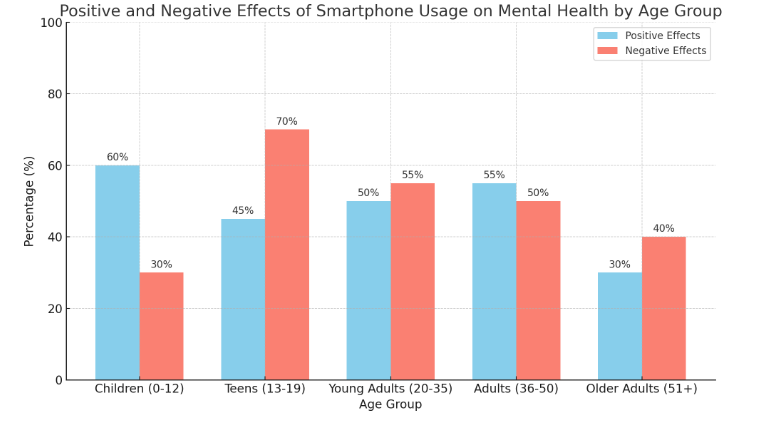 Positive and Negative Effects of Smartphone Usage on Mental Health by Age Group
100
80
60
40
20
0
Percentage (%)
Positive Effects
Negative Effects
60%
30%
45%
70%
50%
55%
55%
50%
30%
40%
Children (0-12)
Teens (13-19)
Young Adults (20-35)
Adults (36-50)
Older Adults (51+)
Age Group